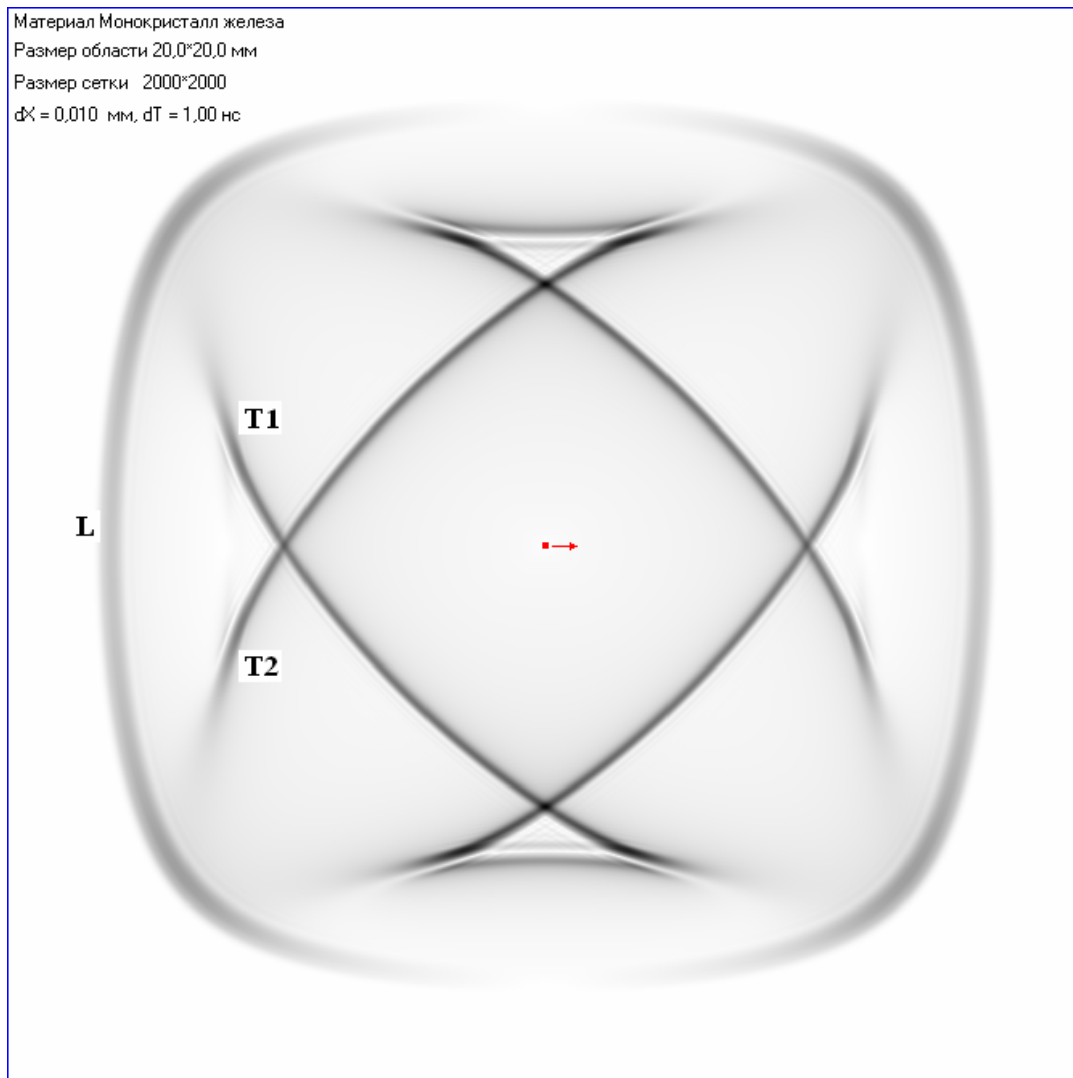 Материал Монокристалл железа
Размер области 20,0*20,0 мм
Размер сетки 2000*2000
dX = 0,010 мм, dT = 1,00 нс
T1
L
T2